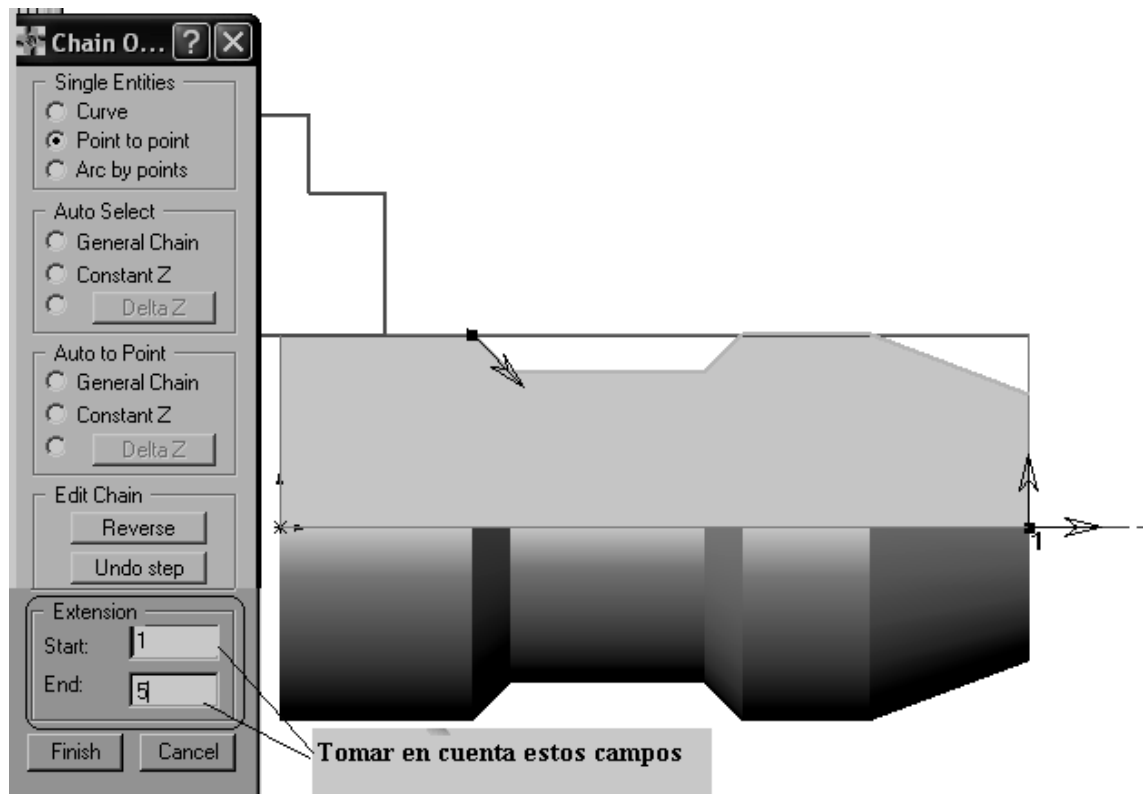 Chain O...
Single Entities
Curve
Point to point
Arc by points
Auto Select
General Chain
Constant Z
Delta Z
Auto to Point
General Chain
Constant Z
Delta Z
Edit Chain
Reverse
Undo step
Extension
Start: 1
End: 5
Finish Cancel
Tomar en cuenta estos campos
1